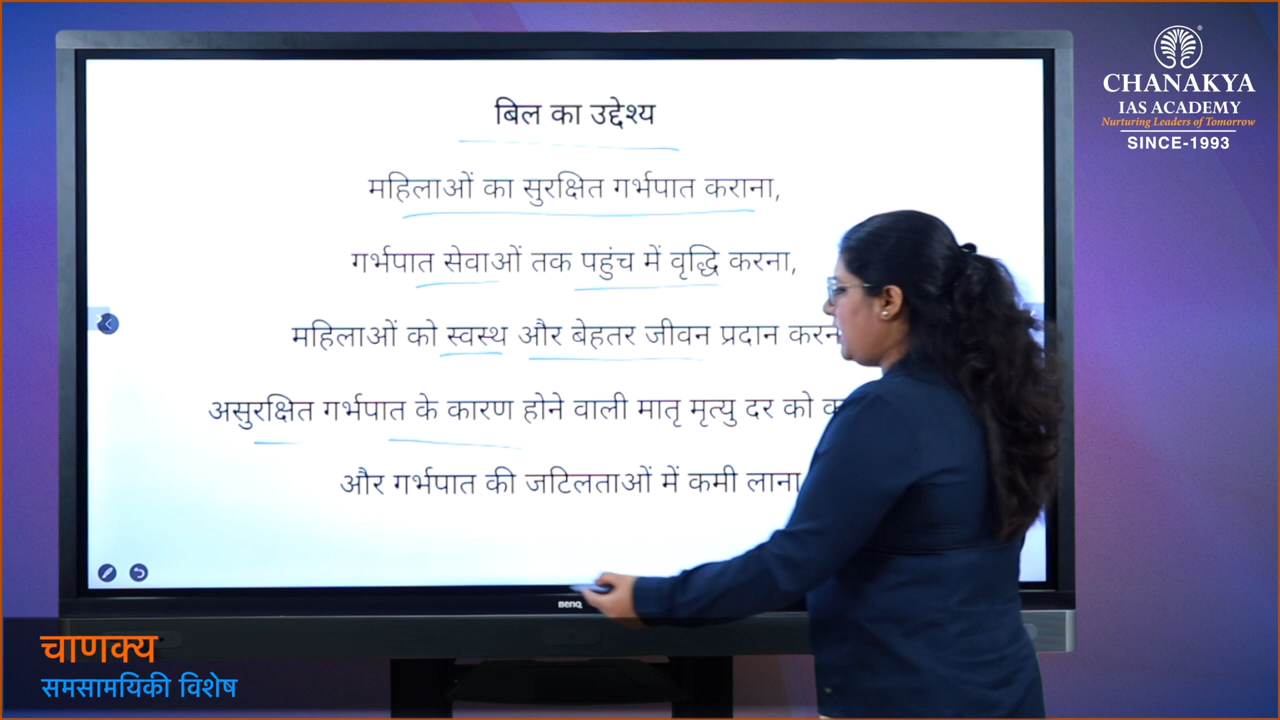 बिल का उद्देश्य
महिलाओं का सुरक्षित गर्भपात कराना,
गर्भपात सेवाओं तक पहुंच में वृद्धि करना,
महिलाओं को स्वस्थ और बेहतर जीवन प्रदान
असुरक्षित गर्भपात के कारण होने वाली मातृ मृत्यु दर को
और गर्भपात की जटिलताओं में कमी लाना
CHANAKYA
IAS ACADEMY
Nurturing Leaders of Tomorrow
SINCE-1993
BenQ
चाणक्य
समसामयिकी विशेष